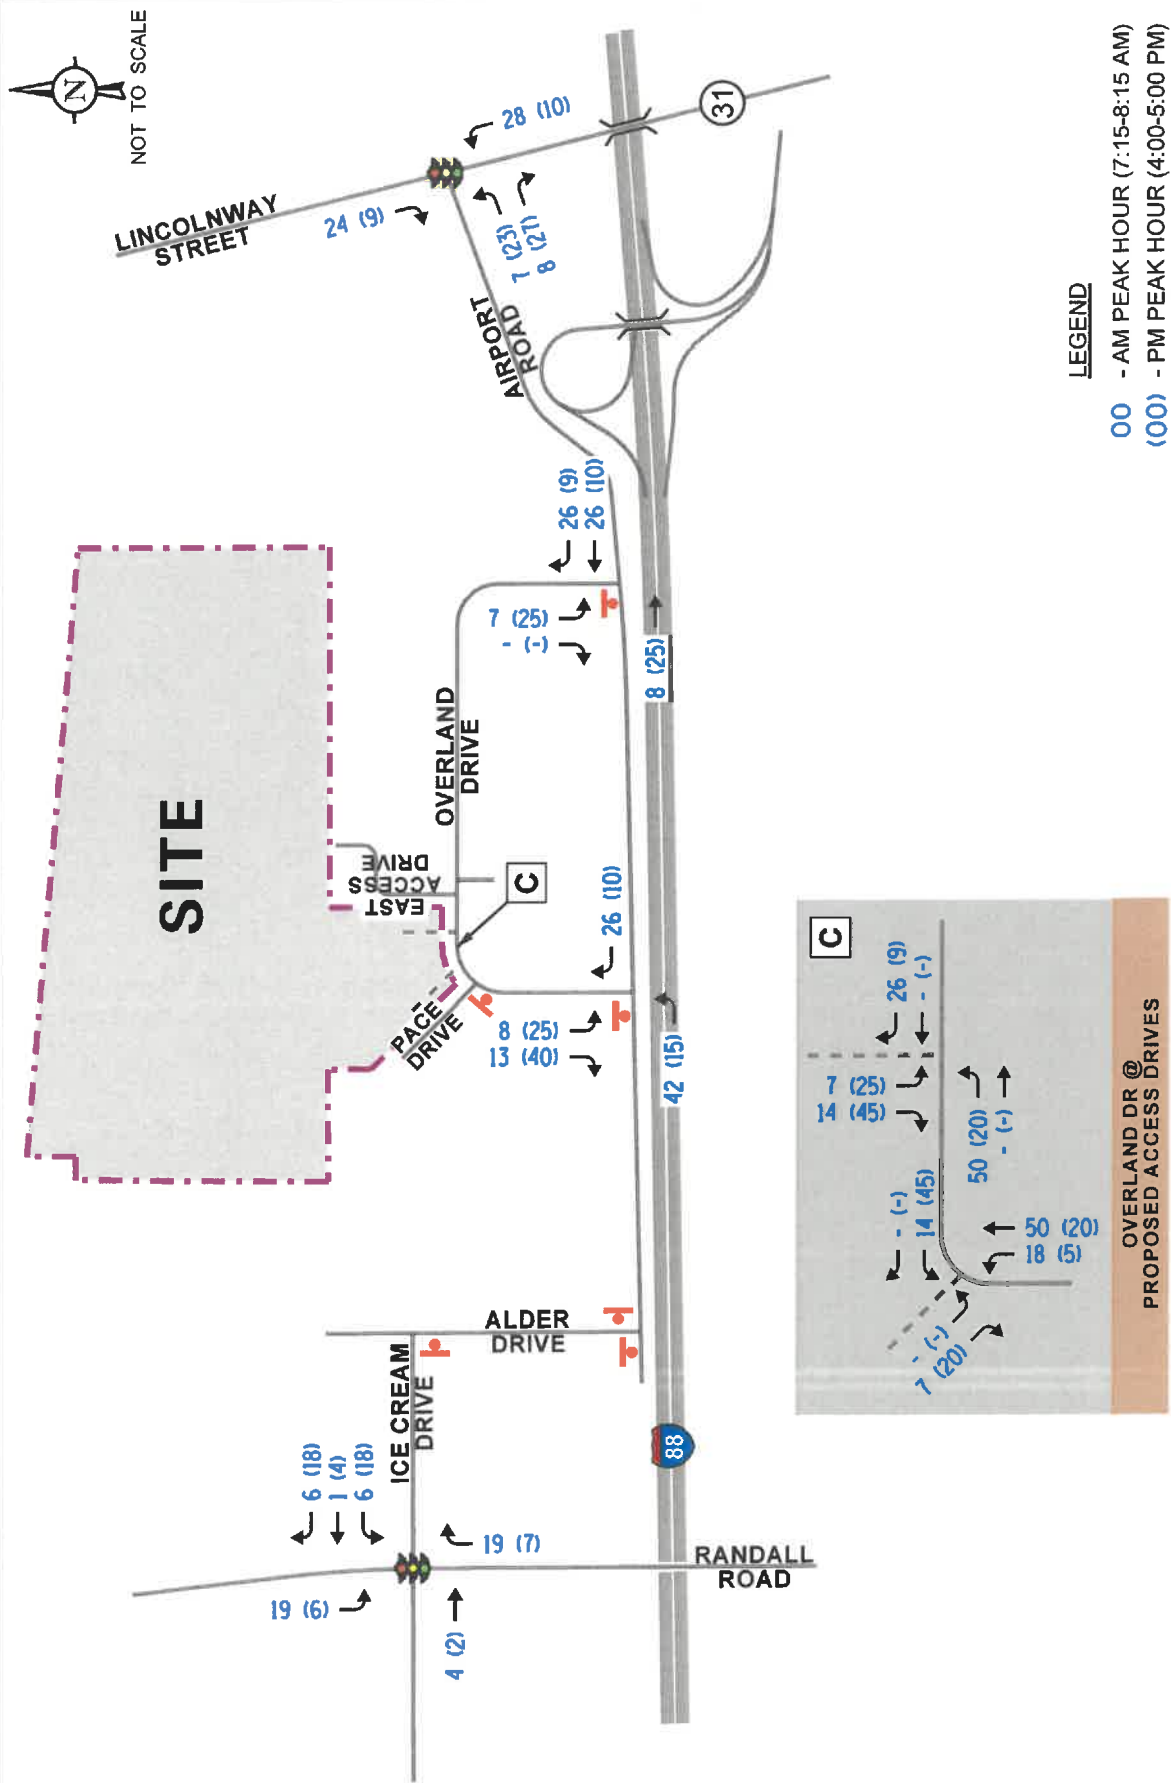 NOT TO SCALE
N
LINCOLNWAY
STREET
24 (9)
28 (10)
7 (23)
8 (27)
31
AIRPORT
ROAD
SITE
26 (9)
26 (10)
7 (25)
- (-)
8 (25)
OVERLAND
DRIVE
EAST
ACCESS
DRIVE
C
PACE
DRIVE
26 (10)
8 (25)
13 (40)
42 (15)
ALDER
DRIVE
ICE CREAM
DRIVE
6 (18)
1 (4)
6 (18)
19 (7)
19 (6)
4 (2)
88
RANDALL
ROAD
C
26 (9)
- (-)
7 (25)
14 (45)
50 (20)
- (-)
- (-)
14 (45)
50 (20)
18 (5)
- (-)
7 (20)
OVERLAND DR @
PROPOSED ACCESS DRIVES
LEGEND
00 - AM PEAK HOUR (7:15-8:15 AM)
(00) - PM PEAK HOUR (4:00-5:00 PM)